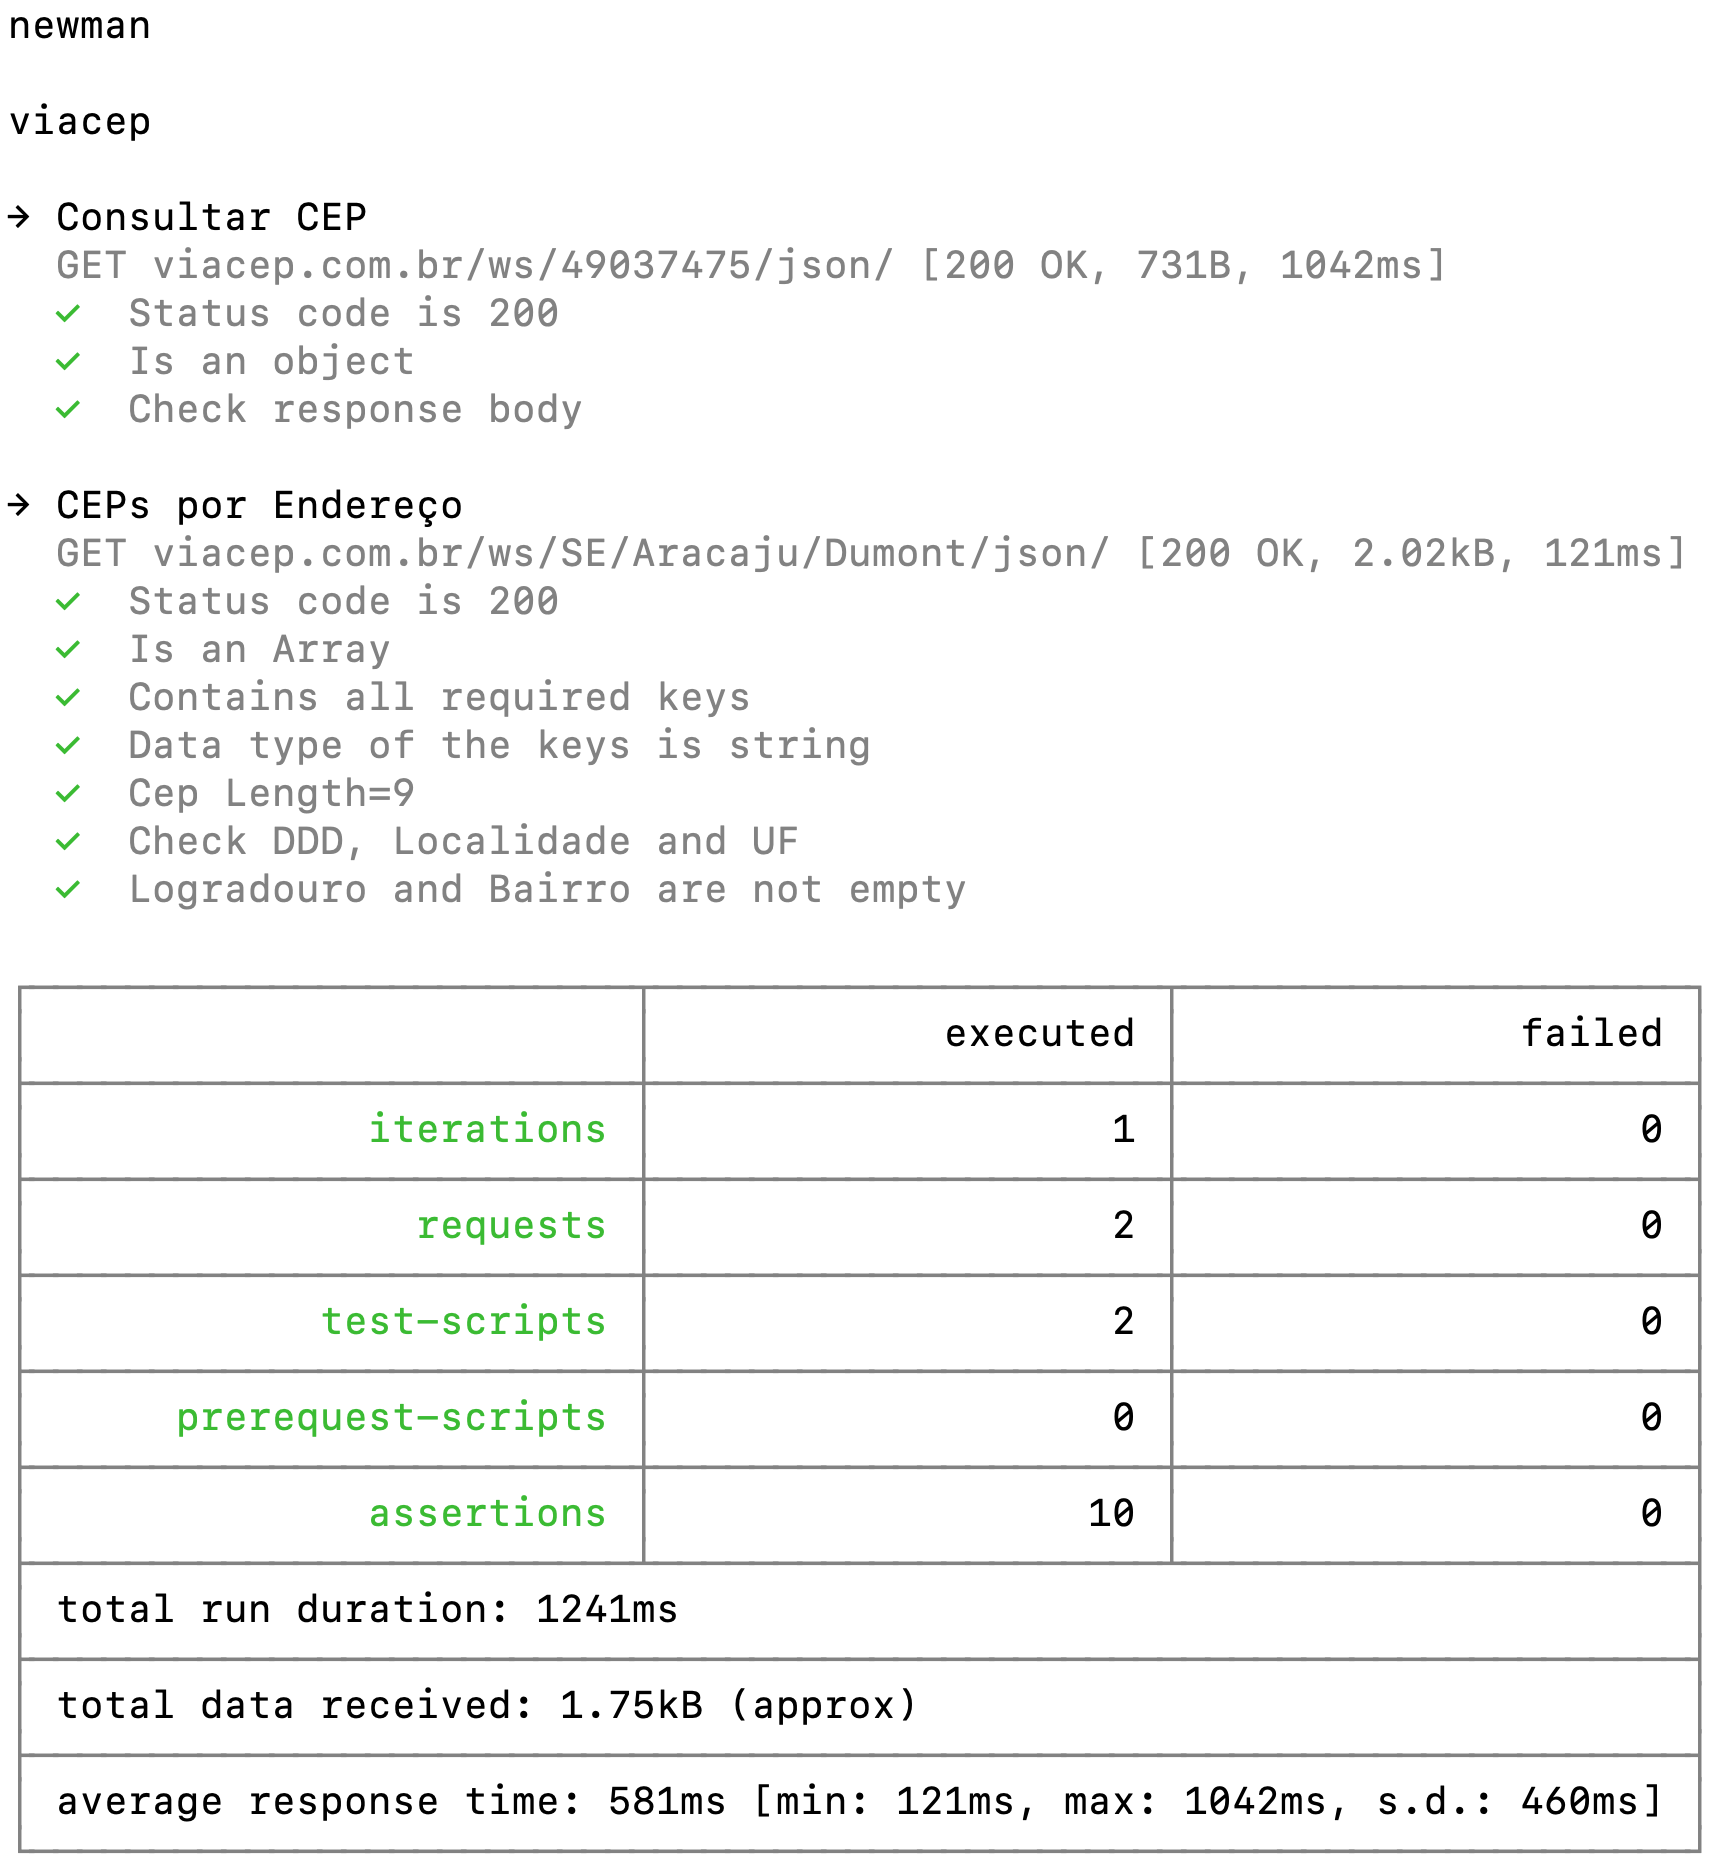 newman
viacep
→ Consultar CEP
GET viacep.com.br/ws/49037475/json/ [200 OK, 731B, 1042ms]
✓ Status code is 200
✓ Is an object
✓ Check response body
→ CEPs por Endereço
GET viacep.com.br/ws/SE/Aracaju/Dumont/json/ [200 OK, 2.02kB, 121ms]
✓ Status code is 200
✓ Is an Array
✓ Contains all required keys
✓ Data type of the keys is string
✓ Cep Length=9
✓ Check DDD, Localidade and UF
✓ Logradouro and Bairro are not empty
executed failed
iterations 1 0
requests 2 0
test-scripts 2 0
prerequest-scripts 0 0
assertions 10 0
total run duration: 1241ms
total data received: 1.75kB (approx)
average response time: 581ms [min: 121ms, max: 1042ms, s.d.: 460ms]